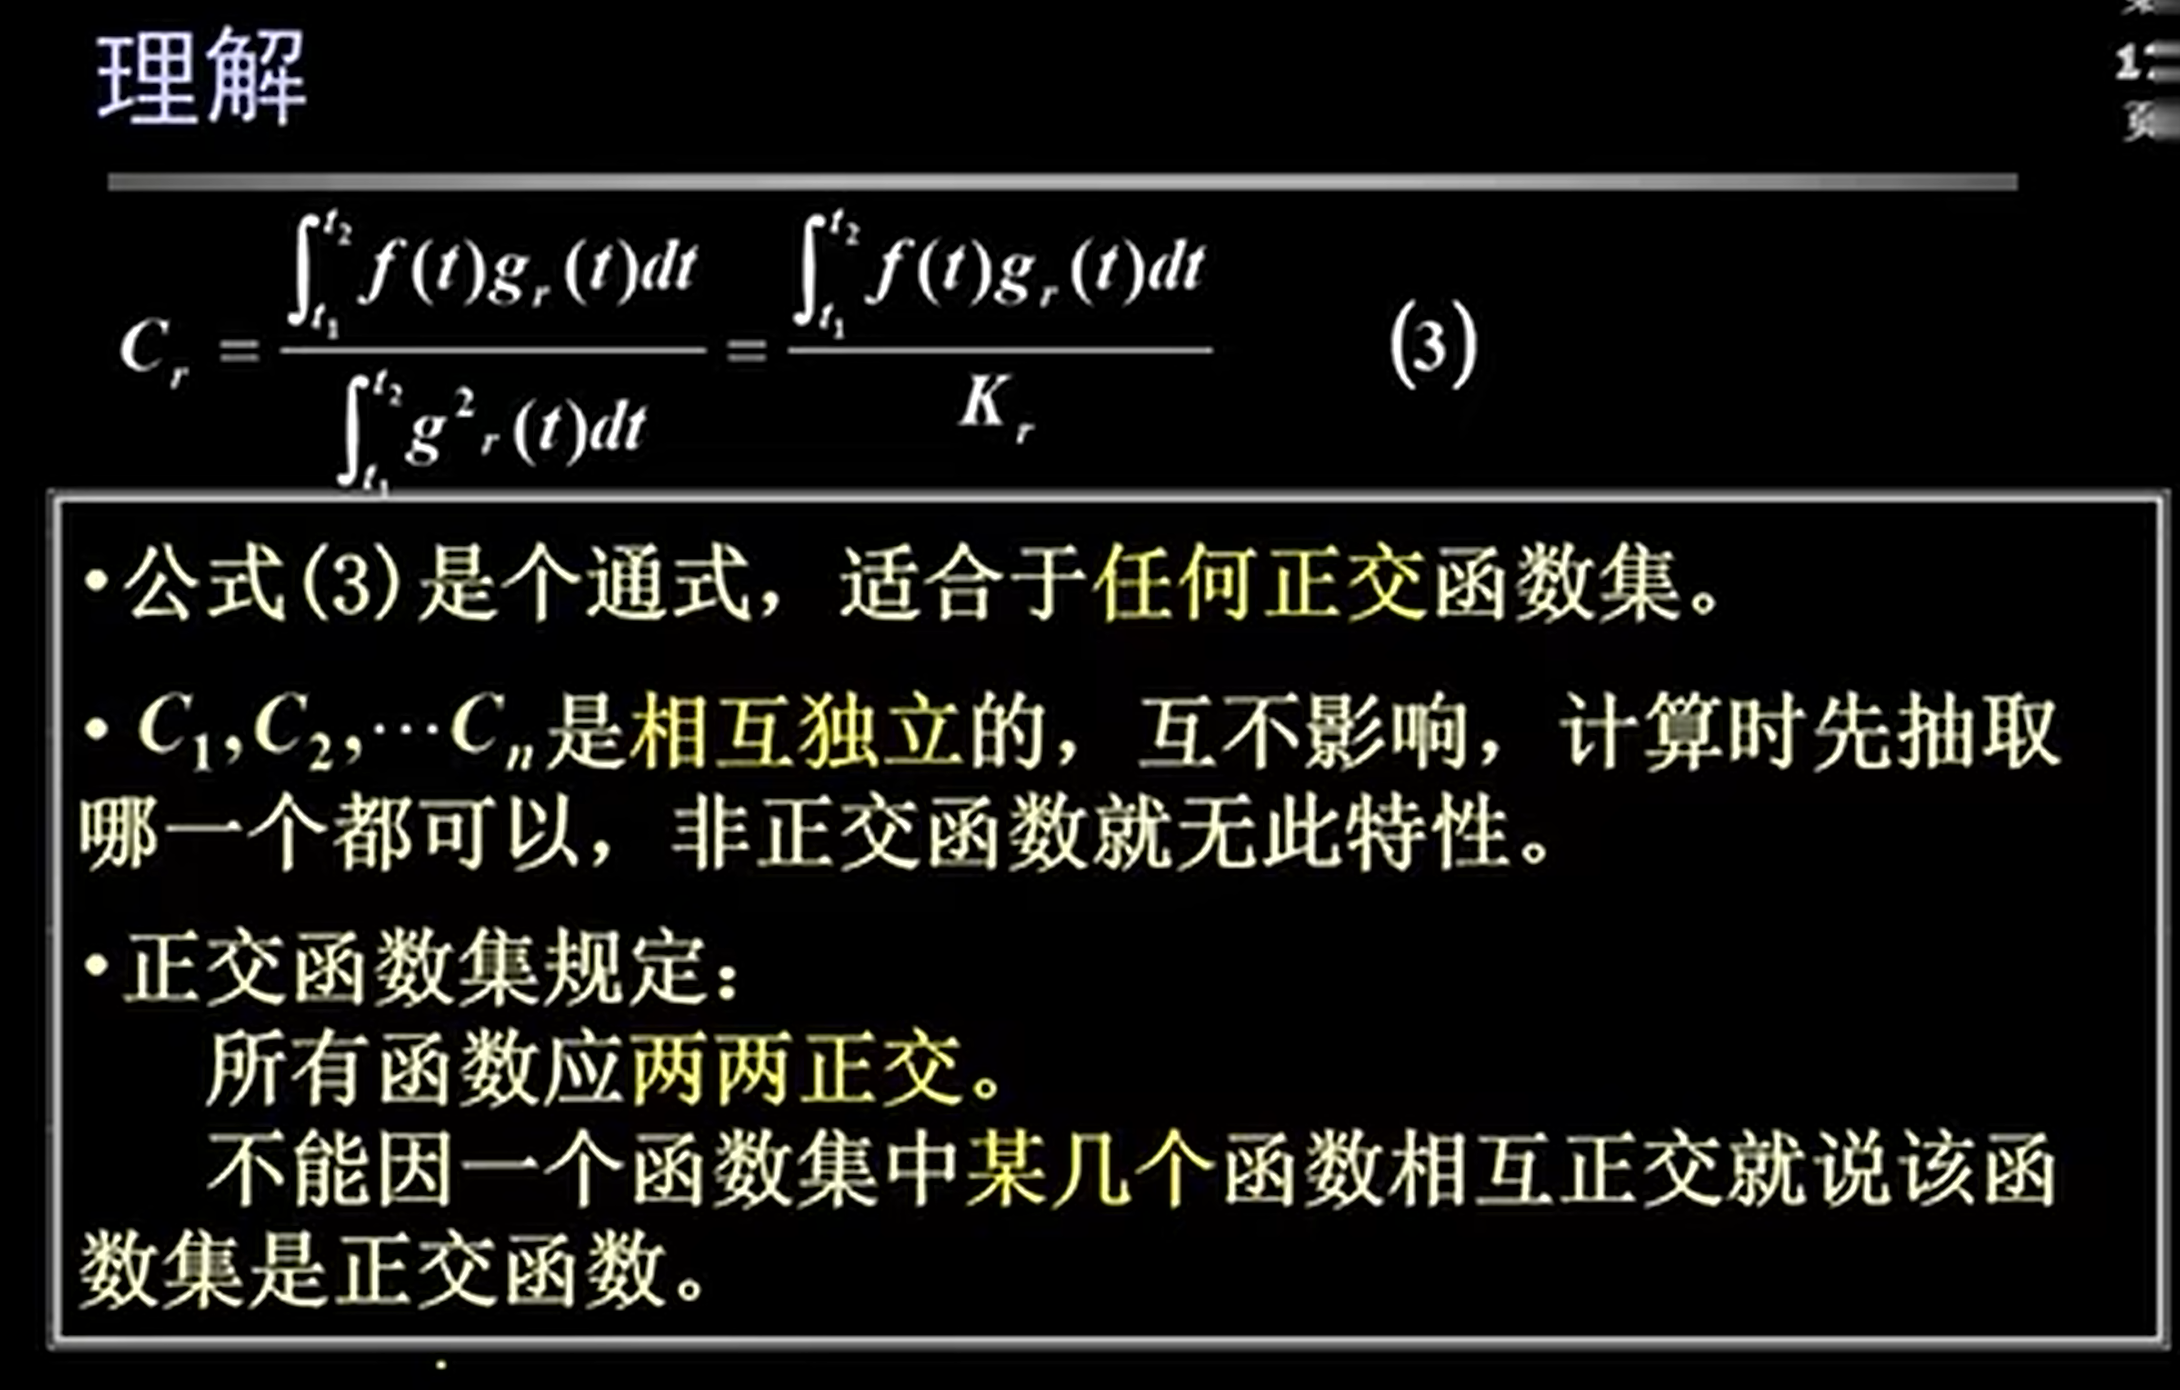 理解
C_r = \frac{\int_{t_1}^{t_2} f(t)g_r(t)dt}{\int_{t_1}^{t_2} g^2_r(t)dt} = \frac{\int_{t_1}^{t_2} f(t)g_r(t)dt}{K_r} (3)
•公式(3)是个通式，适合于任何正交函数集。
• C₁,C₂,⋯Cₙ是相互独立的，互不影响，计算时先抽取
哪一个都可以，非正交函数就无此特性。
•正交函数集规定：
所有函数应两两正交。
不能因一个函数集中某几个函数相互正交就说该函
数集是正交函数。
页